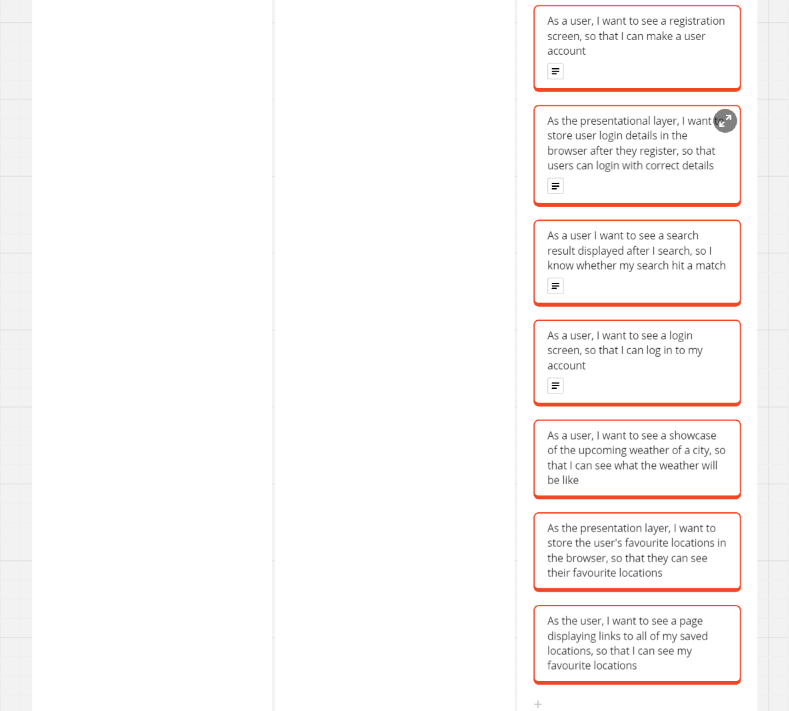 As a user, I want to see a registration
screen, so that I can make a user
account
As the presentational layer, I want to
store user login details in the
browser after they register, so that
users can login with correct details
As a user I want to see a search
result displayed after I search, so I
know whether my search hit a match
As a user, I want to see a login
screen, so that I can log in to my
account
As a user, I want to see a showcase
of the upcoming weather of a city, so
that I can see what the weather will
be like
As the presentation layer, I want to
store the user's favourite locations in
the browser, so that they can see
their favourite locations
As the user, I want to see a page
displaying links to all of my saved
locations, so that I can see my
favourite locations